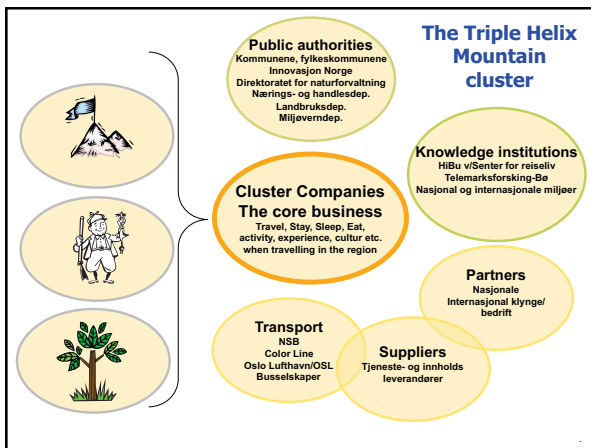 The Triple Helix
Mountain
cluster
Public authorities
Kommunene, fylkeskommunene
Innovasjon Norge
Direktoratet for naturforvaltning
Nærings- og handlesdep.
Landbruksdep.
Miljøverndep.
Knowledge institutions
HiBu v/Senter for reiseliv
Telemarksforsking-Bø
Nasjonal og internasjonale miljøer
Cluster Companies
The core business
Travel, Stay, Sleep, Eat,
activity, experience, cultur etc.
when travelling in the region
Partners
Nasjonale
Internasjonal klynge/
bedrift
Transport
NSB
Color Line
Oslo Lufthavn/OSL
Busselskaper
Suppliers
Tjeneste- og innholds
leverandører